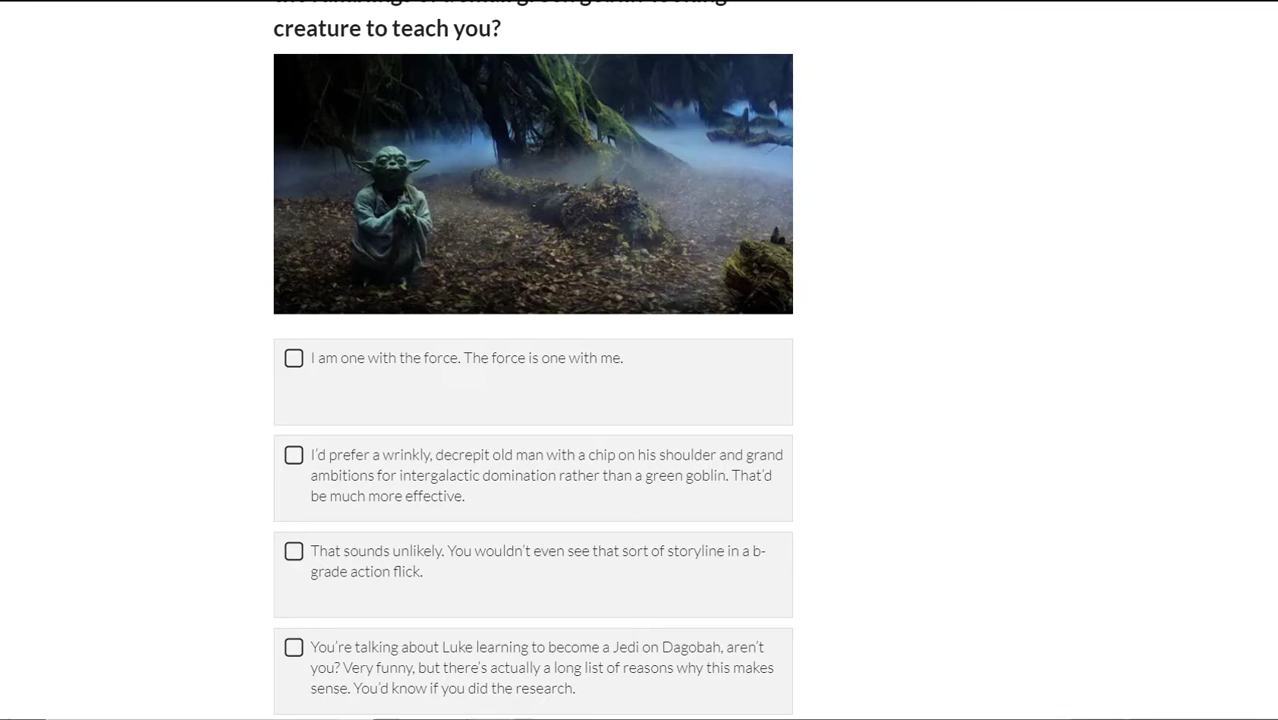 creature to teach you?
I am one with the force. The force is one with me.
I'd prefer a wrinkly, decrepit old man with a chip on his shoulder and grand
ambitions for intergalactic domination rather than a green goblin. That'd
be much more effective.
That sounds unlikely. You wouldn't even see that sort of storyline in a b-
grade action flick.
You're talking about Luke learning to become a Jedi on Dagobah, aren't
you? Very funny, but there's actually a long list of reasons why this makes
sense. You'd know if you did the research.